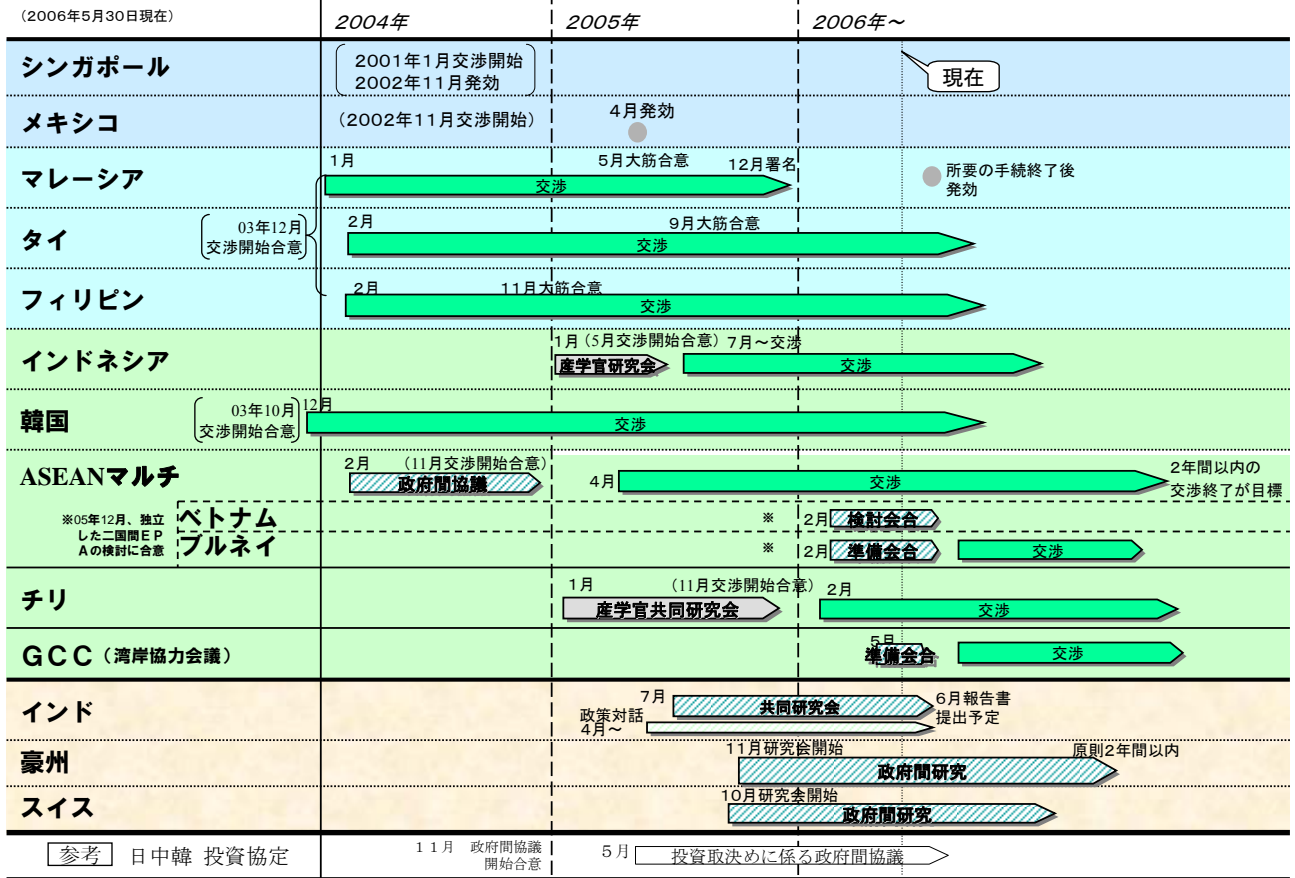 (2006年5月30日現在)
2004年
2005年
2006年~
シンガポール
2001年1月交渉開始
2002年11月発効
現在
メキシコ
(2002年11月交渉開始)
4月発効
マレーシア
1月
5月大筋合意
12月署名
交渉
所要の手続終了後
発効
03年12月
交渉開始合意
タイ
2月
9月大筋合意
交渉
フィリピン
2月
11月大筋合意
交渉
インドネシア
1月(5月交渉開始合意)
7月~交渉
産学官研究会
交渉
韓国
03年10月
交渉開始合意
12月
交渉
ASEANマルチ
2月
(11月交渉開始合意)
政府間協議
4月
交渉
2年間以内の
交渉終了が目標
※05年12月、独立
した二国間EP
Aの検討に合意
ベトナム
※
2月
検討会合
ブルネイ
※
2月
準備会合
交渉
チリ
1月
(11月交渉開始合意)
産学官共同研究会
2月
交渉
GCC(湾岸協力会議)
5月
準備会合
交渉
インド
7月
共同研究会
6月報告書
提出予定
政策対話
4月~
豪州
11月研究会開始
政府間研究
原則2年間以内
スイス
10月研究会開始
政府間研究
参考 日中韓 投資協定
11月 政府間協議
開始合意
5月
投資取決めに係る政府間協議